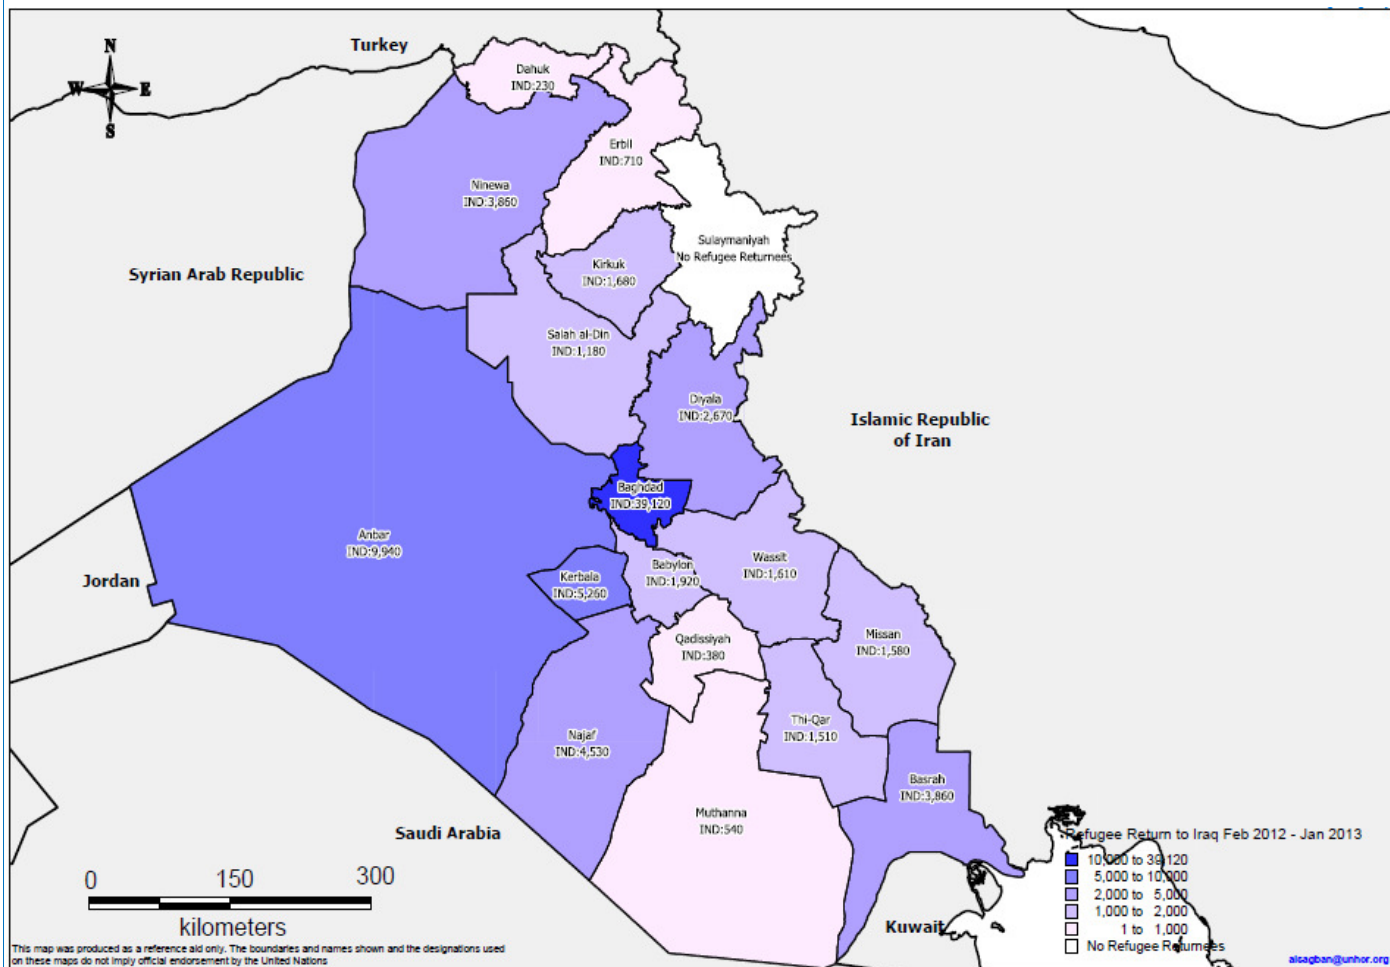 Turkey
N
W E
S
Dahuk
IND:230
Erbil
IND:710
Ninewa
IND:3,860
Sulaymaniyah
No Refugee Returnees
Kirkuk
IND:1,680
Syrian Arab Republic
Salah al-Din
IND:1,180
Diyala
IND:2,670
Islamic Republic
of Iran
Baghdad
IND:39,120
Anbar
IND:9,940
Wassit
IND:1,610
Babylon
IND:1,920
Kerbala
IND:5,260
Jordan
Qadissiyah
IND:380
Missan
IND:1,580
Thi-Qar
IND:1,510
Najaf
IND:4,530
Basrah
IND:3,860
Muthanna
IND:540
Saudi Arabia
Kuwait
Refugee Return to Iraq Feb 2012 - Jan 2013
10,000 to 39,120
5,000 to 10,000
2,000 to 5,000
1,000 to 2,000
1 to 1,000
No Refugee Returnees
0 150 300
kilometers
This map was produced as a reference aid only. The boundaries and names shown and the designations used
on these maps do not imply official endorsement by the United Nations
alsagban@unhcr.org